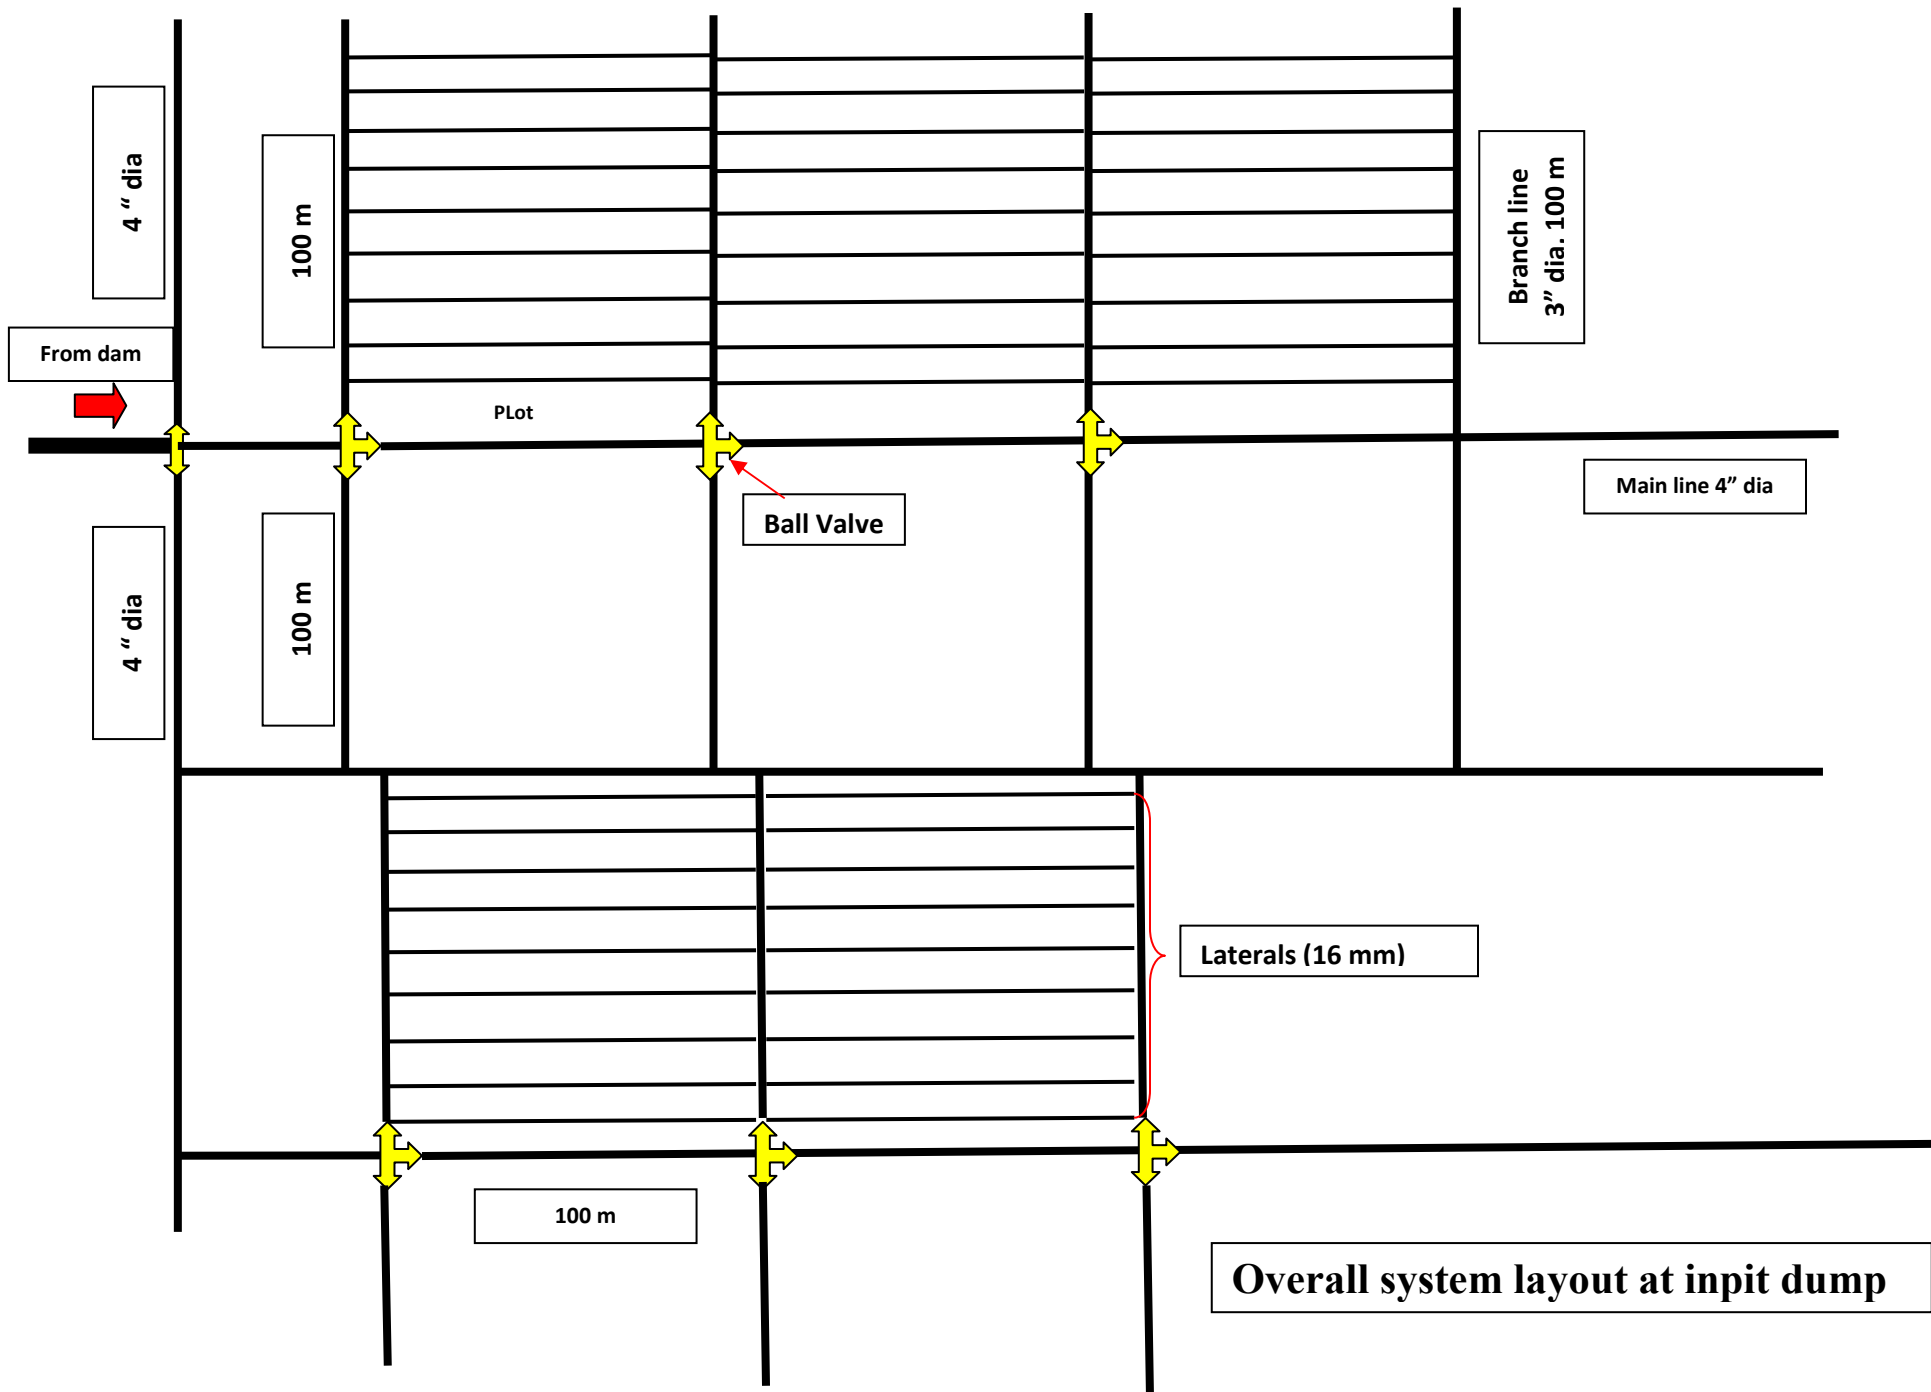 4 “ dia
100 m
Branch line
3” dia. 100 m
From dam
PLot
Main line 4” dia
Ball Valve
4 “ dia
100 m
Laterals (16 mm)
100 m
Overall system layout at inpit dump